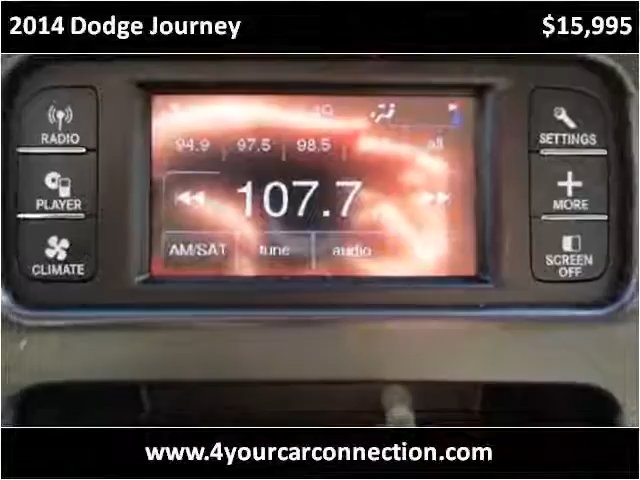 2014 Dodge Journey $15,995
RADIO
PLAYER
CLIMATE
94.9 97.5 98.5 all
107.7
AM/SAT tune audio
SETTINGS
MORE
SCREEN
OFF
www.4yourcarconnection.com